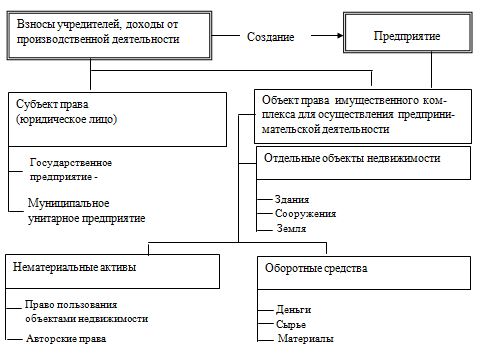 Взносы учредителей, доходы от
производственной деятельности
Создание
Предприятие
Субъект права
(юридическое лицо)
Объект права имущественного ком-
плекса для осуществления предприни-
мательской деятельности
Государственное
предприятие -
Муниципальное
унитарное предприятие
Отдельные объекты недвижимости
Здания
Сооружения
Земля
Нематериальные активы
Право пользования
объектами недвижимости
Авторские права
Оборотные средства
Деньги
Сырье
Материалы